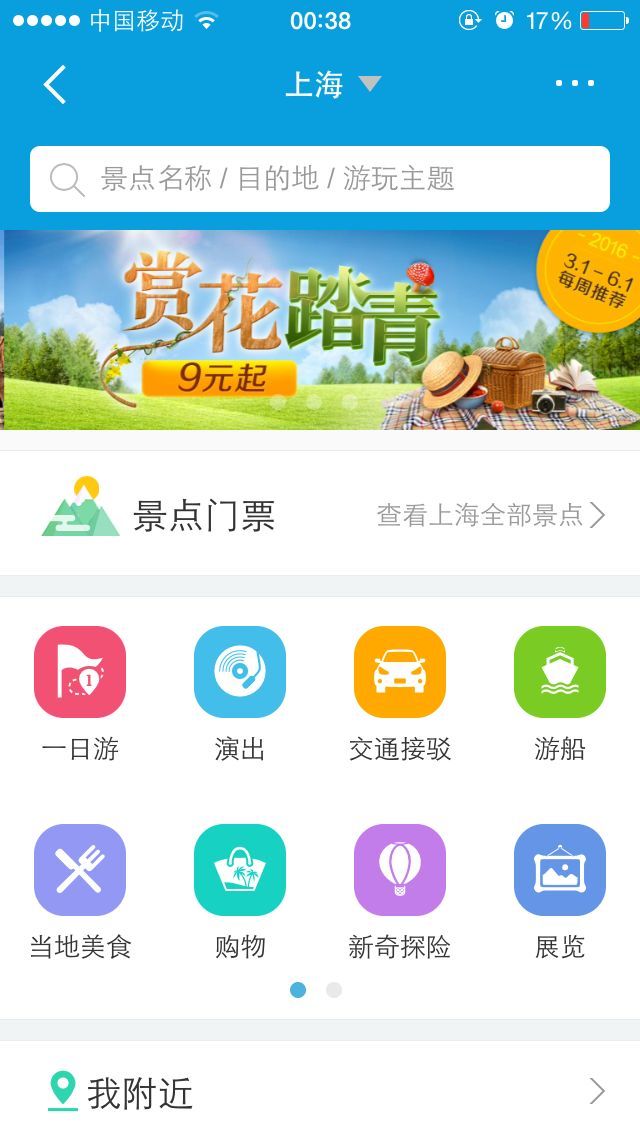 中国移动 00:38 17%
上海
景点名称 / 目的地 / 游玩主题
赏花踏青
9元起
- 2016 -
3.1-6.1
每周推荐
景点门票 查看上海全部景点
1
一日游 演出 交通接驳 游船
当地美食 购物 新奇探险 展览
我附近